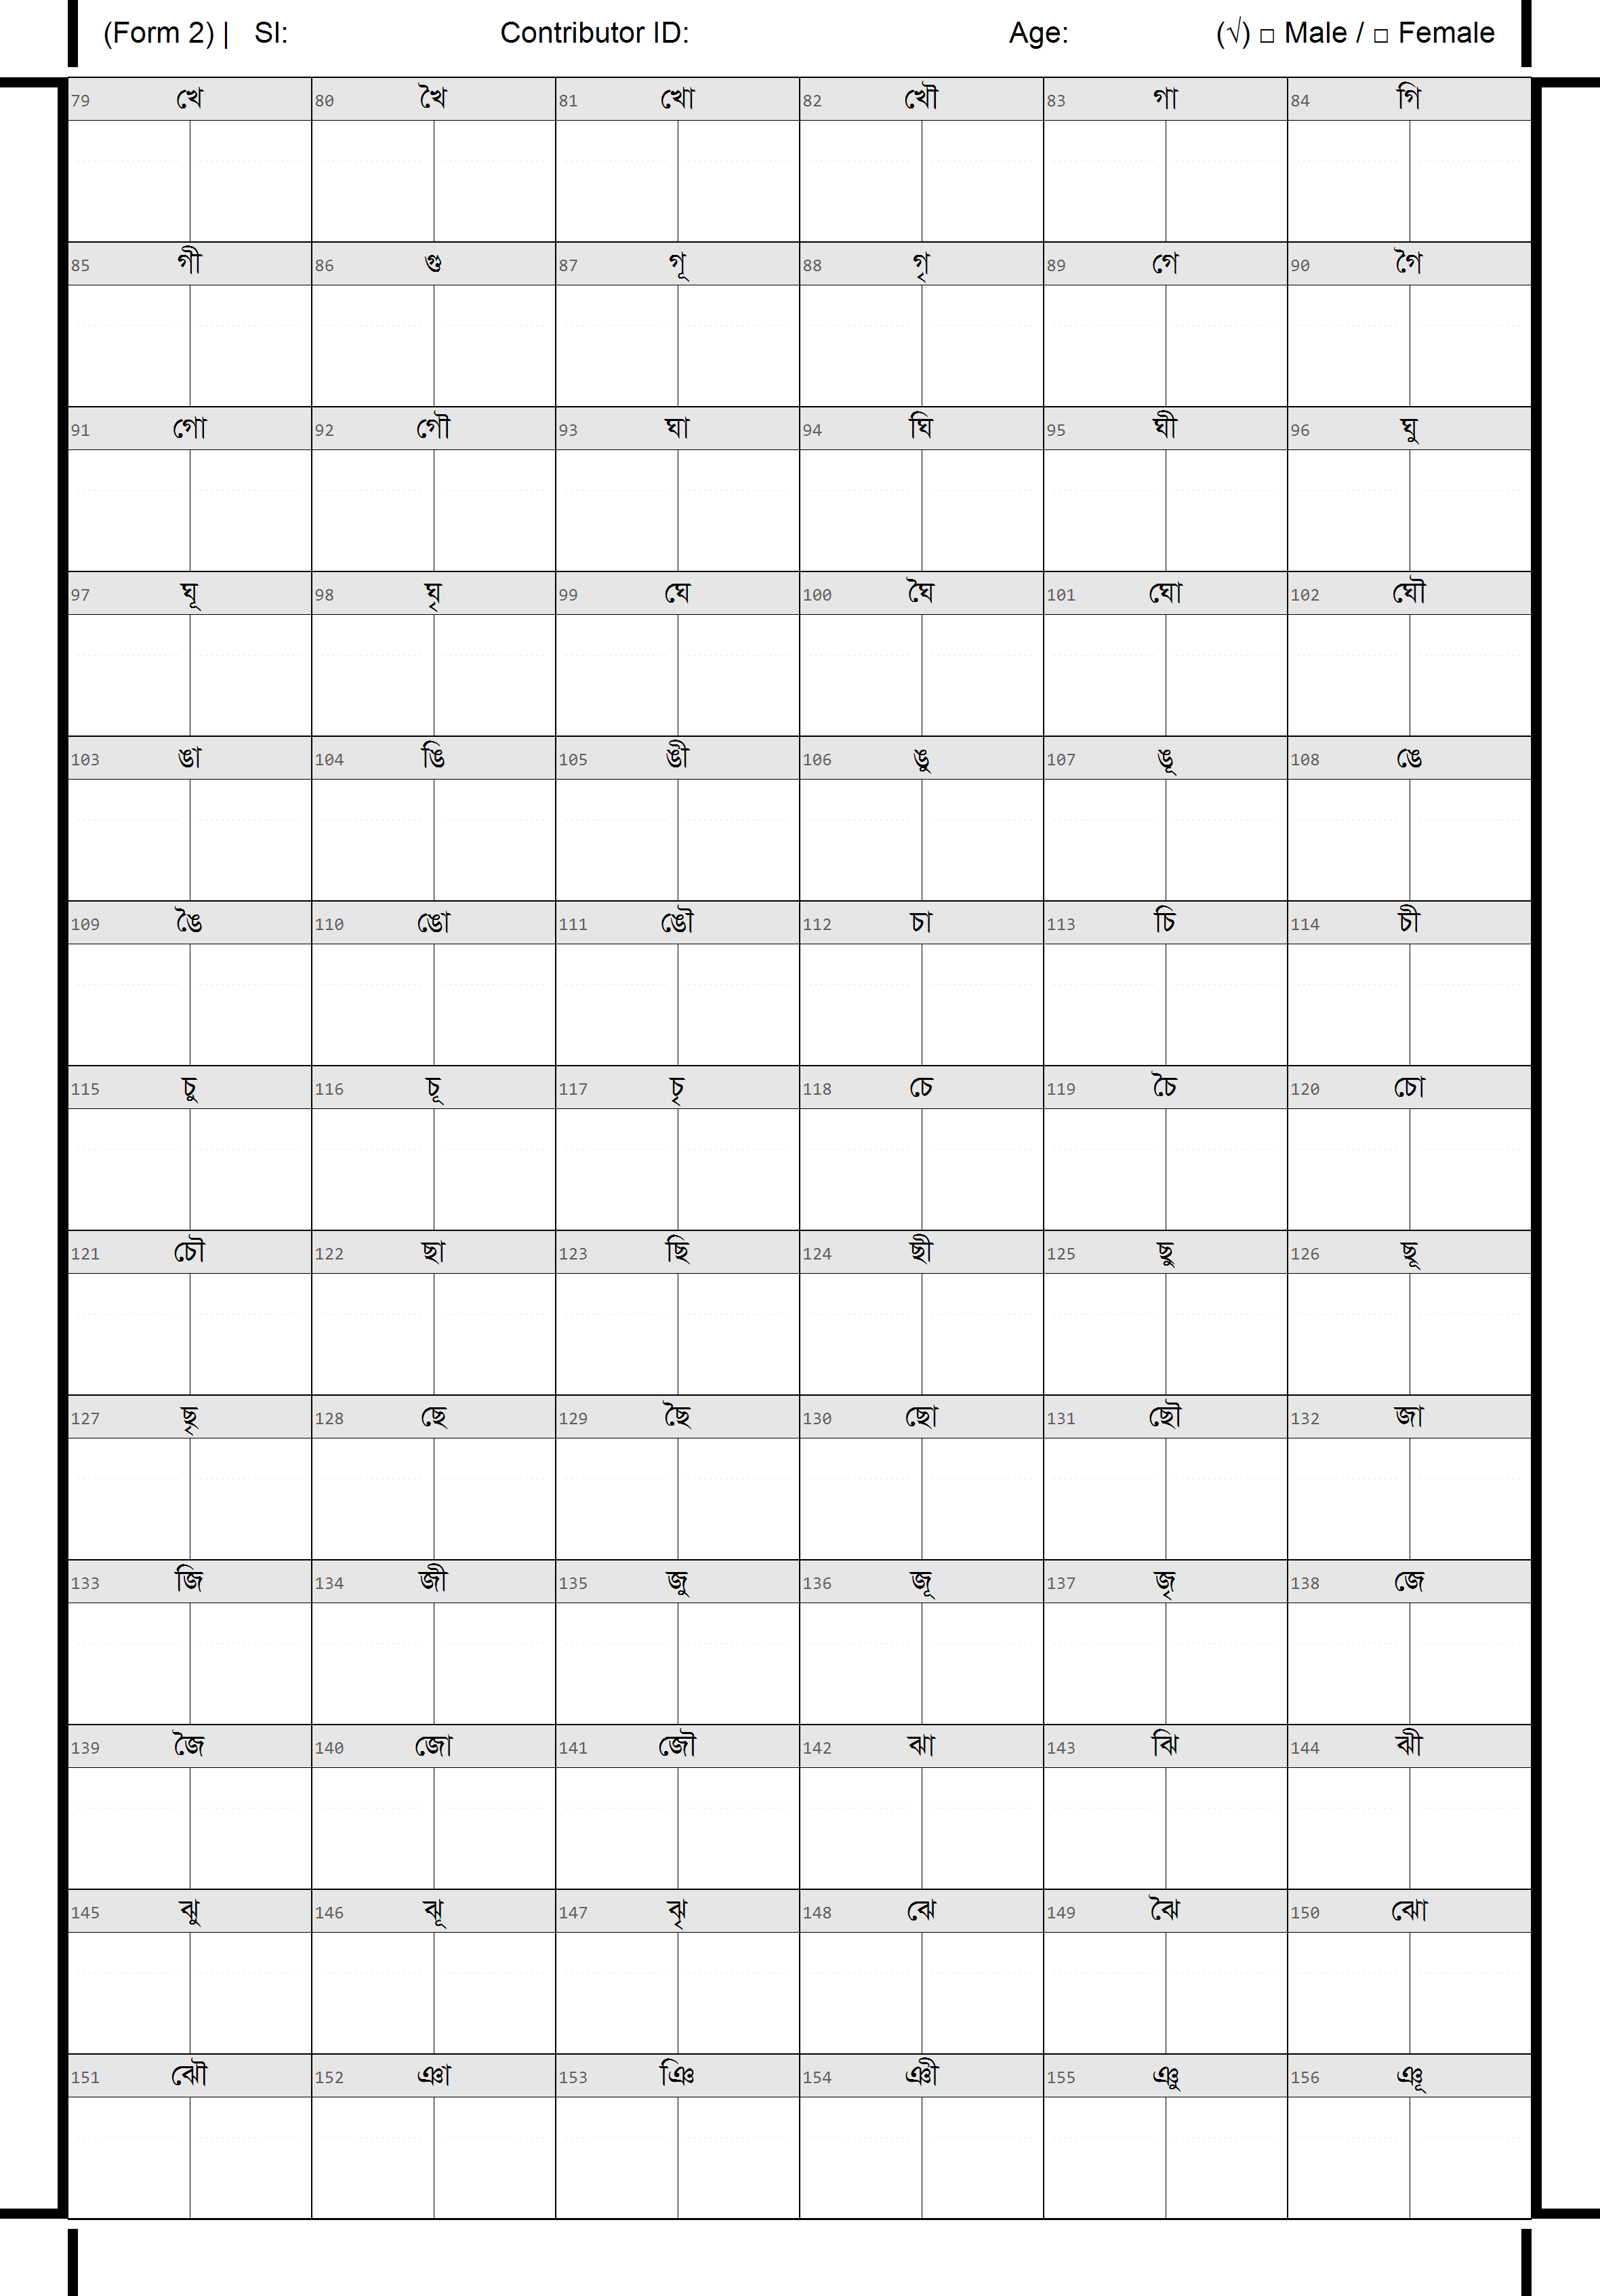 (Form 2) | Sl: Contributor ID: Age: (√) □ Male / □ Female
79 খে 80 খৈ 81 খো 82 খৌ 83 গা 84 গি
85 গী 86 গু 87 গূ 88 গৃ 89 গে 90 গৈ
91 গো 92 গৌ 93 ঘা 94 ঘি 95 ঘী 96 ঘু
97 ঘূ 98 ঘৃ 99 ঘে 100 ঘৈ 101 ঘো 102 ঘৌ
103 ঙা 104 ঙি 105 ঙী 106 ঙু 107 ঙূ 108 ঙে
109 ঙৈ 110 ঙো 111 ঙৌ 112 চা 113 চি 114 চী
115 চু 116 চূ 117 চৃ 118 চে 119 চৈ 120 চো
121 চৌ 122 ছা 123 ছি 124 ছী 125 ছু 126 ছূ
127 ছৃ 128 ছে 129 ছৈ 130 ছো 131 ছৌ 132 জা
133 জি 134 জী 135 জু 136 জূ 137 জৃ 138 জে
139 জৈ 140 জো 141 জৌ 142 ঝা 143 ঝি 144 ঝী
145 ঝু 146 ঝূ 147 ঝৃ 148 ঝে 149 ঝৈ 150 ঝো
151 ঝৌ 152 ঞা 153 ঞি 154 ঞী 155 ঞু 156 ঞূ